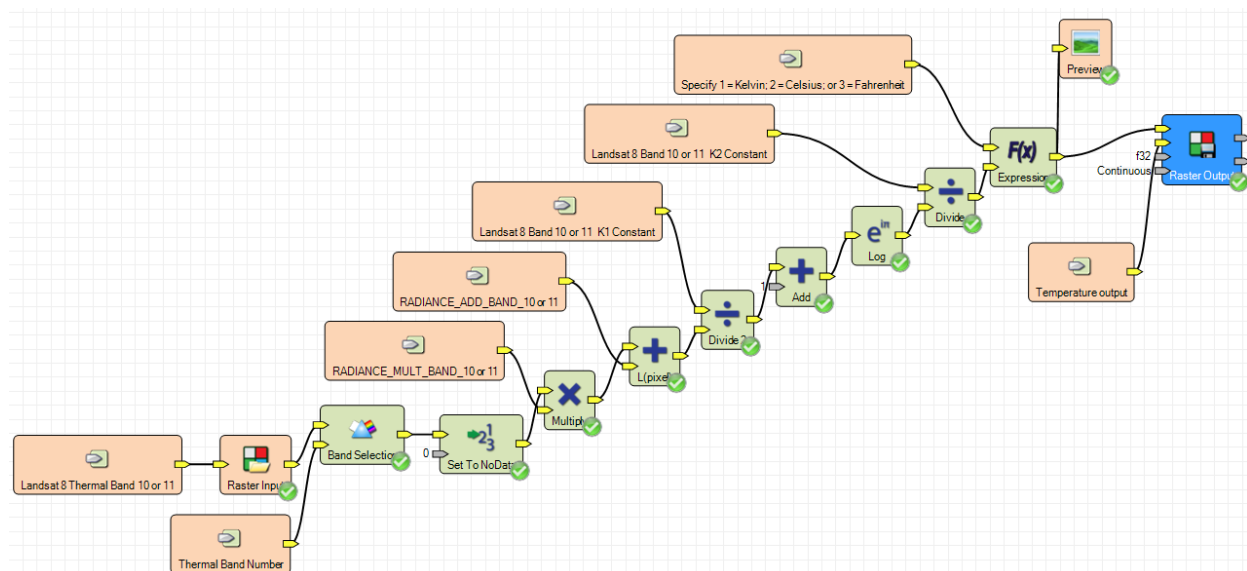 Specify 1 = Kelvin; 2 = Celsius; or 3 = Fahrenheit
Preview
Landsat 8 Band 10 or 11 K2 Constant
F(x)
Expression
f32
Continuous
Raster Output
Divide
Landsat 8 Band 10 or 11 K1 Constant
e^in
Log
1
Add
Temperature output
RADIANCE_ADD_BAND_10 or 11
Divide 2
RADIANCE_MULT_BAND_10 or 11
L(pixel)
Multiply
Band Selection
213
0
Set To NoData
Landsat 8 Thermal Band 10 or 11
Raster Input
Thermal Band Number